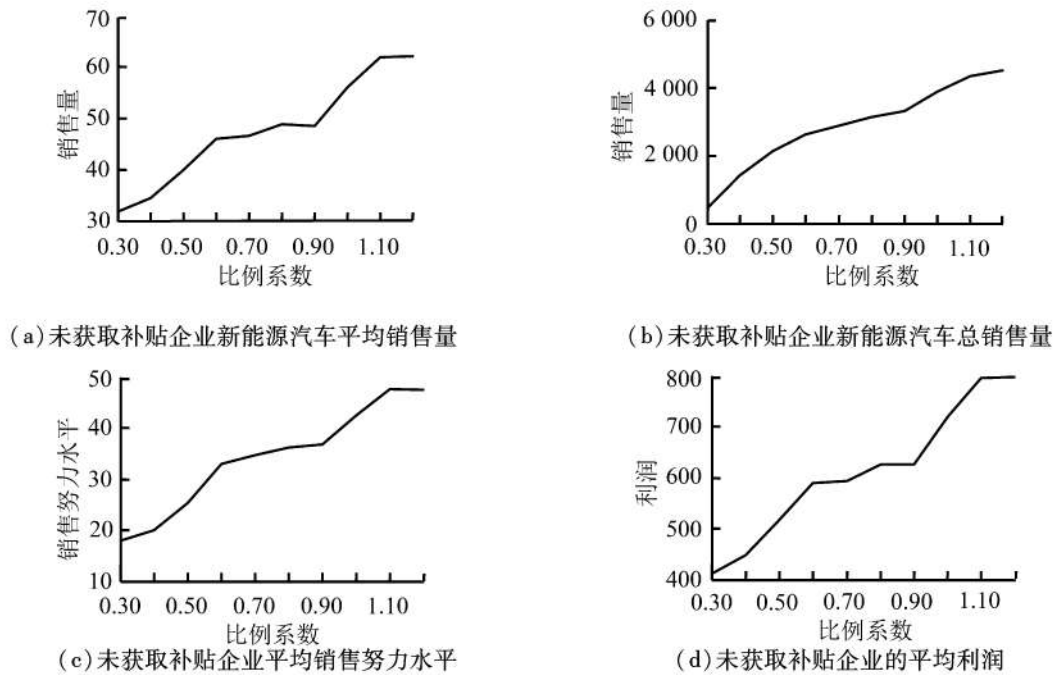 70
60
50
40
30
销售量
0.30 0.50 0.70 0.90 1.10
比例系数
(a)未获取补贴企业新能源汽车平均销售量
6 000
4 000
2 000
0
销售量
0.30 0.50 0.70 0.90 1.10
比例系数
(b)未获取补贴企业新能源汽车总销售量
50
40
30
20
10
销售努力水平
0.30 0.50 0.70 0.90 1.10
比例系数
(c)未获取补贴企业平均销售努力水平
800
700
600
500
400
利润
0.30 0.50 0.70 0.90 1.10
比例系数
(d)未获取补贴企业的平均利润